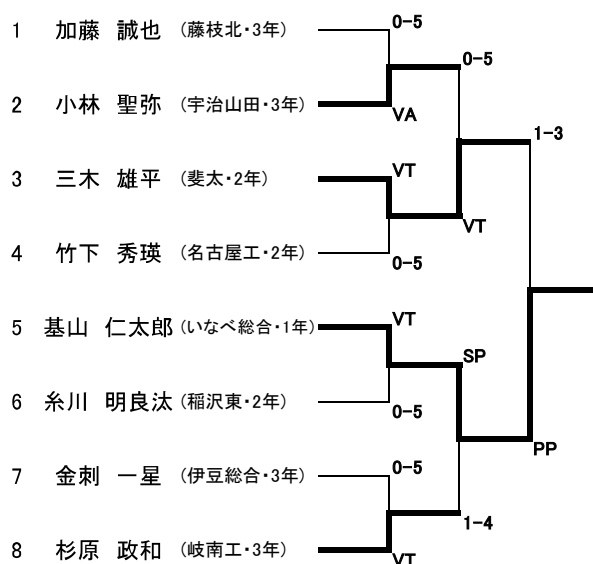 1 加藤 誠也 (藤枝北・3年) 0-5
0-5
2 小林 聖弥 (宇治山田・3年) VA
1-3
3 三木 雄平 (斐太・2年) VT
VT
4 竹下 秀瑛 (名古屋工・2年) 0-5
5 基山 仁太郎 (いなべ総合・1年) VT
SP
6 糸川 明良汰 (稲沢東・2年) 0-5
PP
7 金刺 一星 (伊豆総合・3年) 0-5
1-4
8 杉原 政和 (岐南工・3年) VT